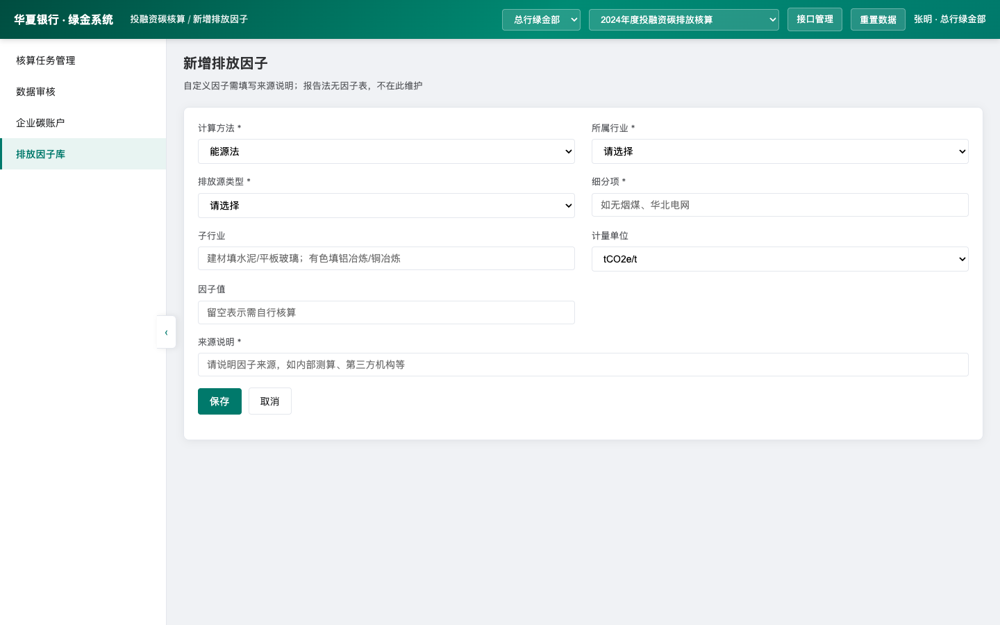 华夏银行 · 绿金系统
投融资碳核算 / 新增排放因子
总行绿金部
2024年度投融资碳排放核算
接口管理
重置数据
张明 · 总行绿金部
核算任务管理
数据审核
企业碳账户
排放因子库
‹
新增排放因子
自定义因子需填写来源说明；报告法无因子表，不在此维护
计算方法 *
所属行业 *
能源法
请选择
排放源类型 *
细分项 *
请选择
如无烟煤、华北电网
子行业
计量单位
建材填水泥/平板玻璃；有色填铝冶炼/铜冶炼
tCO2e/t
因子值
留空表示需自行核算
来源说明 *
请说明因子来源，如内部测算、第三方机构等
保存
取消